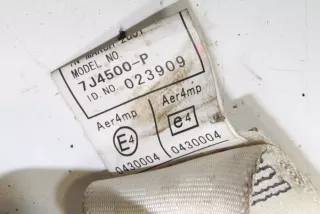 MODEL NO.
7J4500-P
ID. NO. 023909
Aer4mp
E4
0430004
Aer4mp
e4
0430004